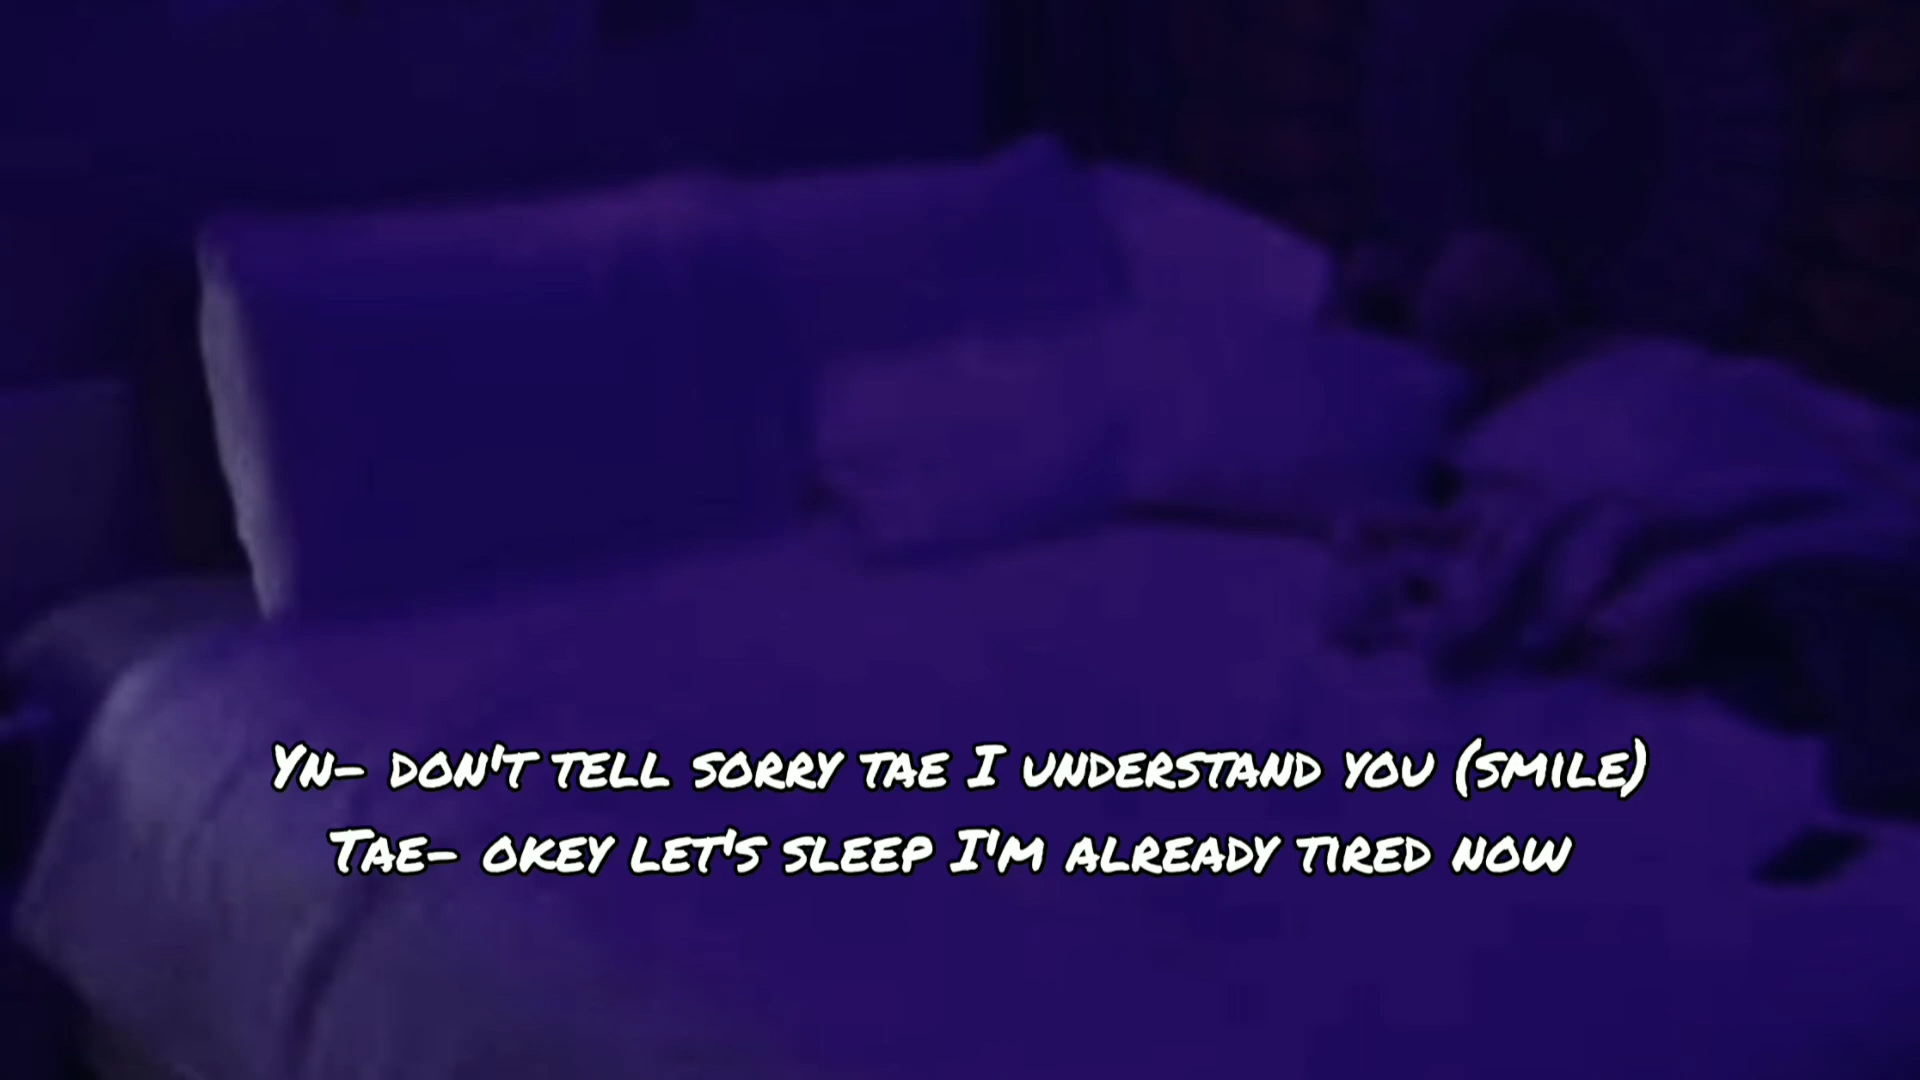 Yn- don't tell sorry tae I understand you (smile)
Tae- okey let's sleep I'm already tired now